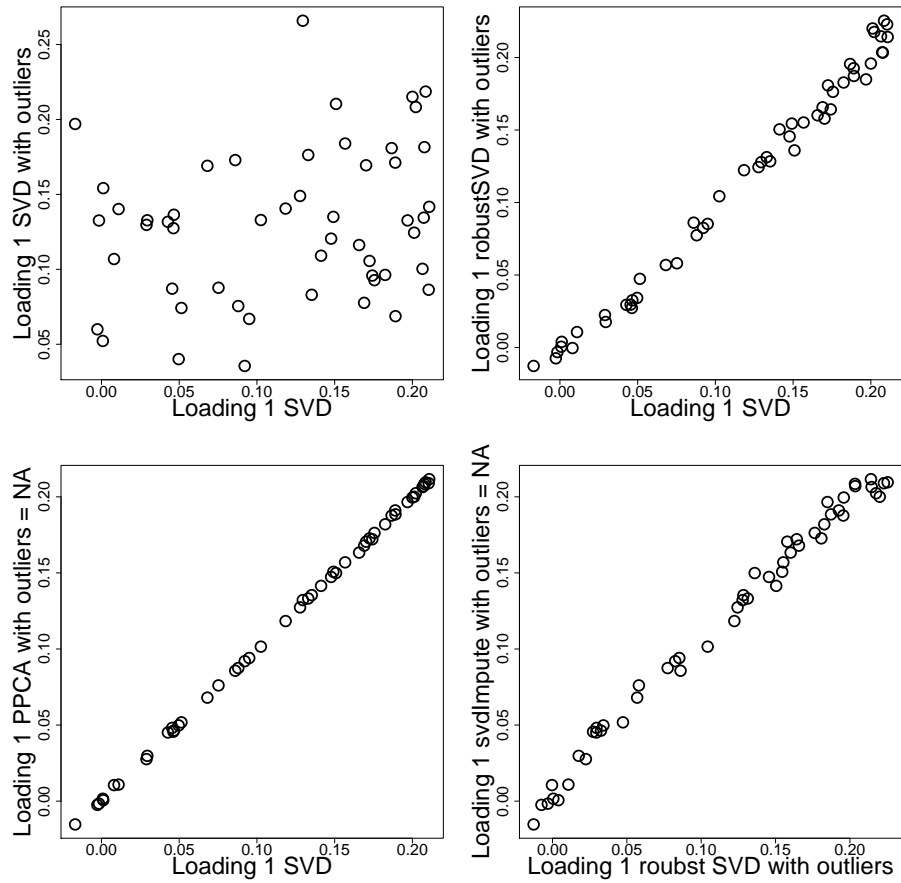 Loading 1 SVD with outliers
0.05 0.10 0.15 0.20 0.25
0.00 0.05 0.10 0.15 0.20
Loading 1 SVD
Loading 1 robustSVD with outliers
0.00 0.05 0.10 0.15 0.20
0.00 0.05 0.10 0.15 0.20
Loading 1 SVD
Loading 1 PPCA with outliers = NA
0.00 0.05 0.10 0.15 0.20
0.00 0.05 0.10 0.15 0.20
Loading 1 SVD
Loading 1 svdImpute with outliers = NA
0.00 0.05 0.10 0.15 0.20
0.00 0.05 0.10 0.15 0.20
Loading 1 roubst SVD with outliers